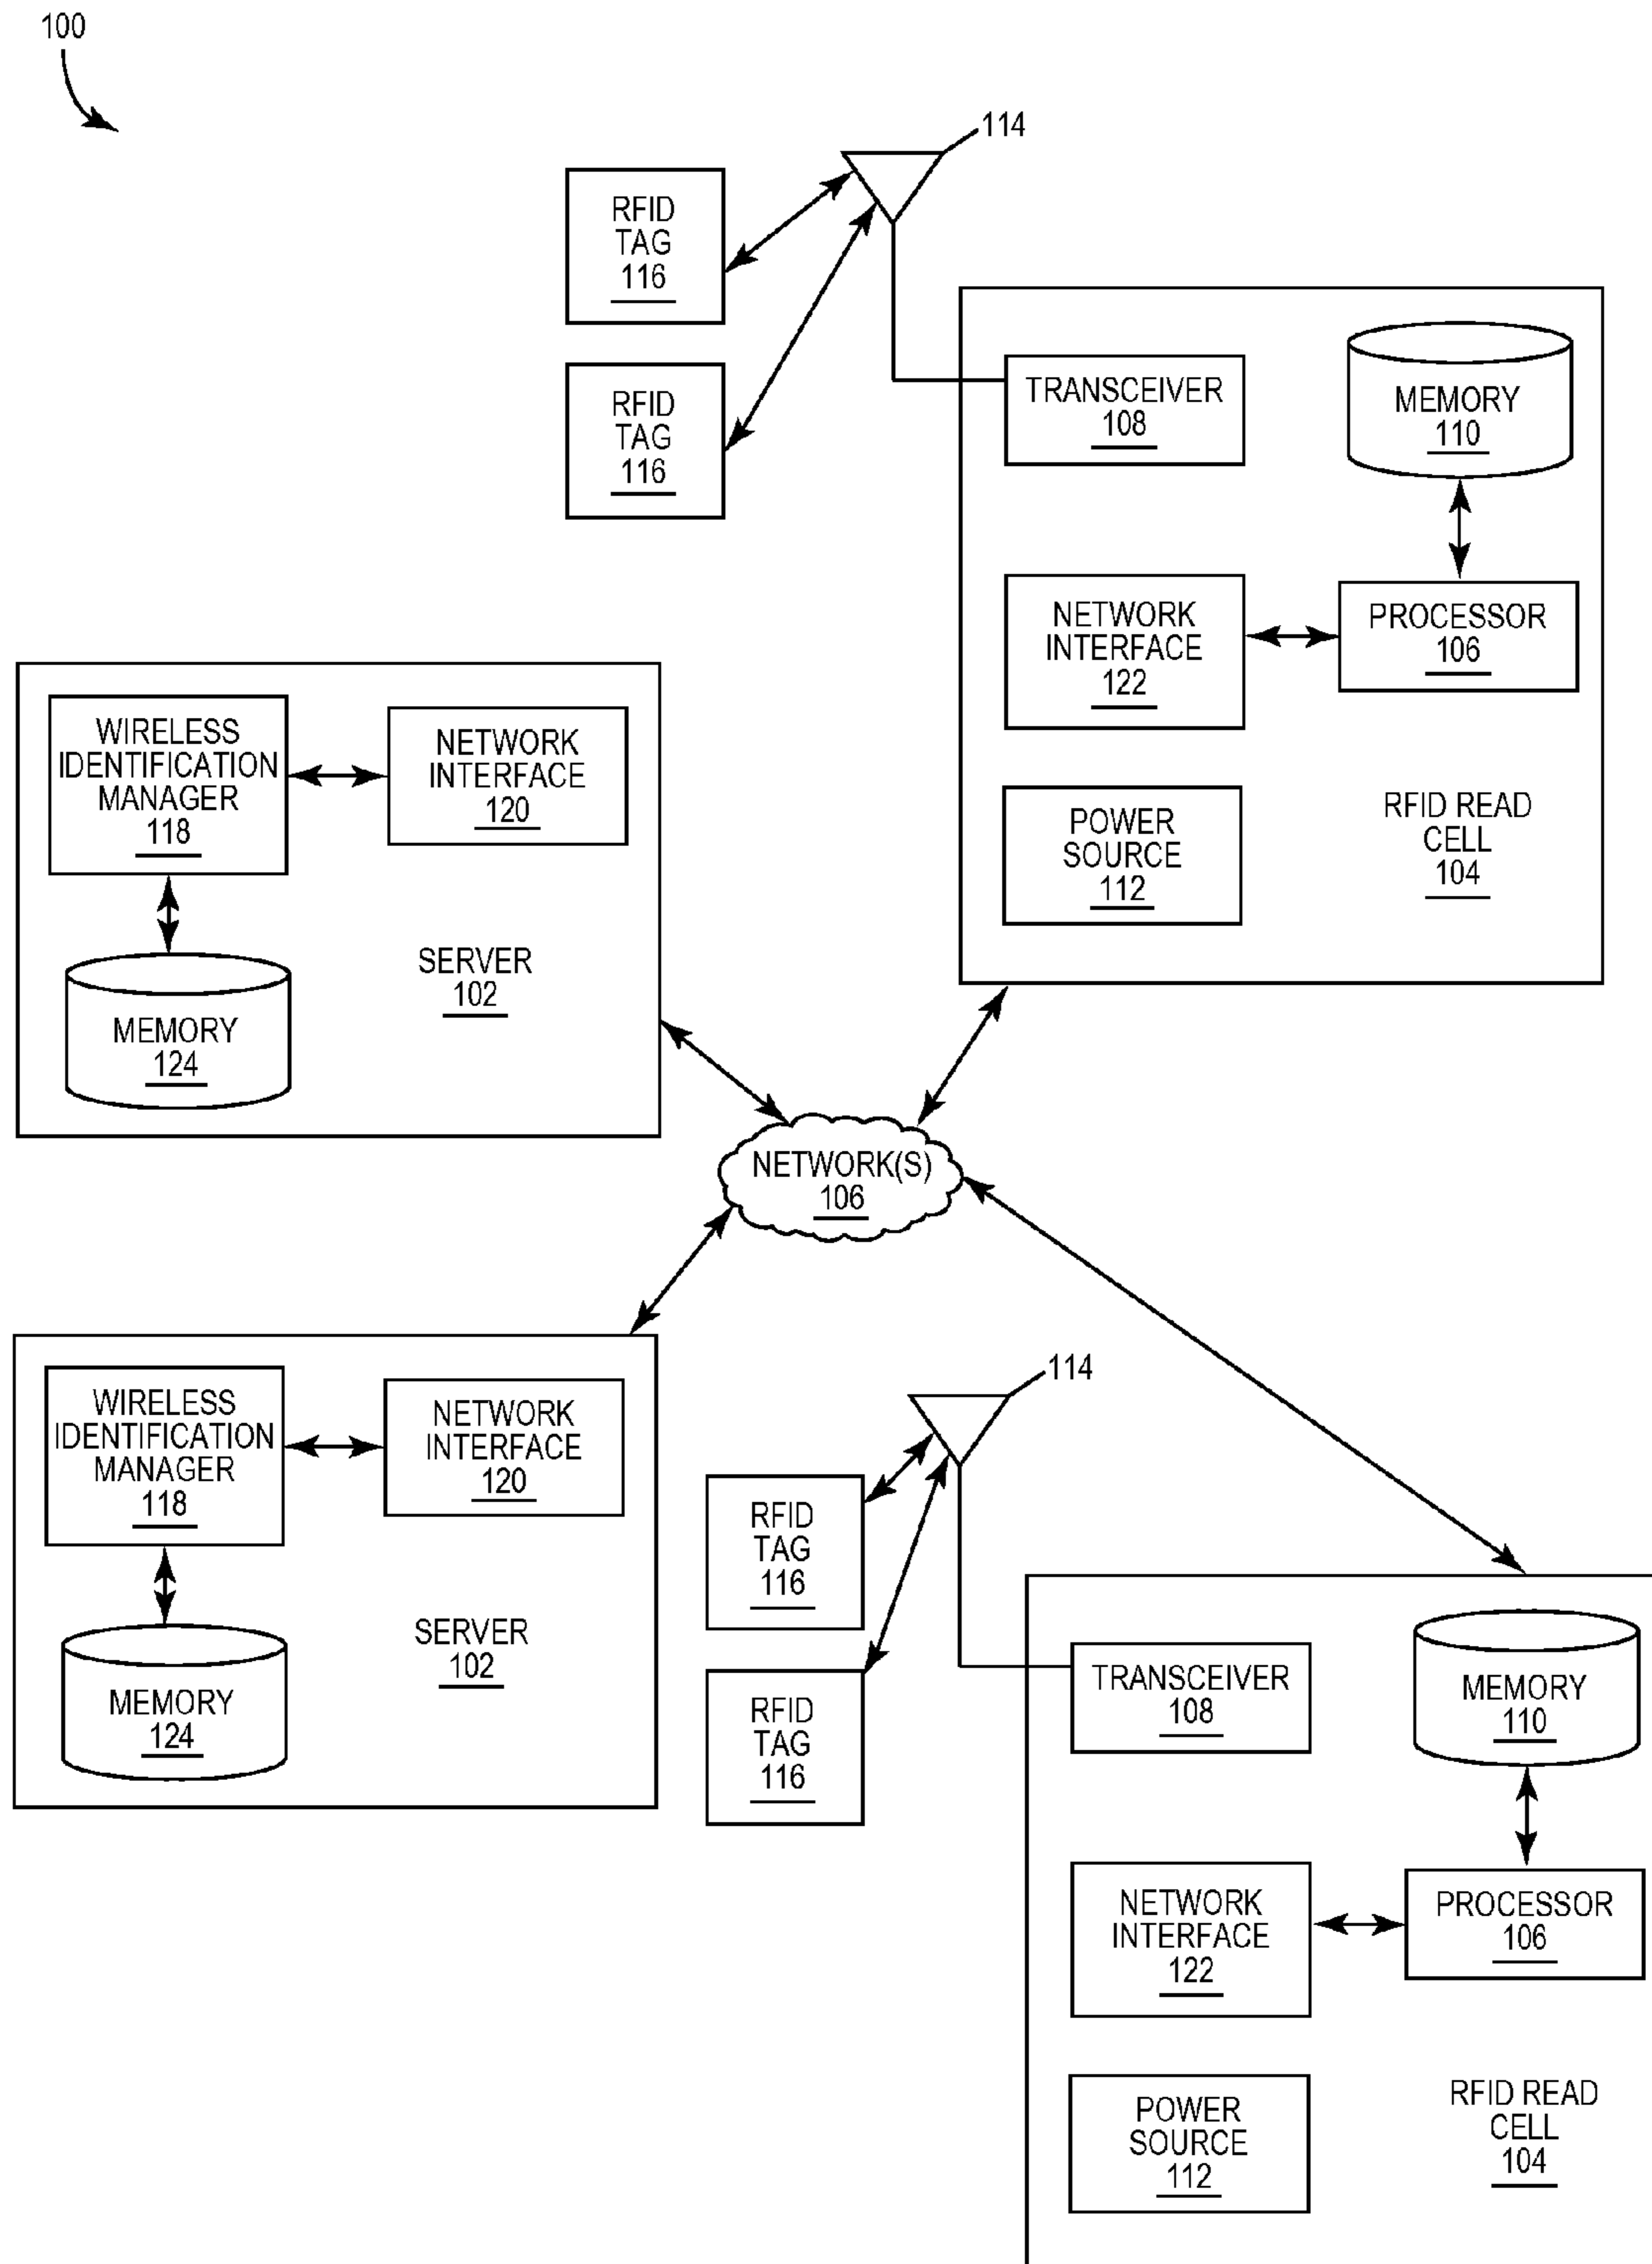 100
114
RFID
TAG
116
RFID
TAG
116
TRANSCEIVER
108
MEMORY
110
NETWORK
INTERFACE
122
PROCESSOR
106
POWER
SOURCE
112
RFID READ
CELL
104
WIRELESS
IDENTIFICATION
MANAGER
118
NETWORK
INTERFACE
120
SERVER
102
MEMORY
124
NETWORK(S)
106
WIRELESS
IDENTIFICATION
MANAGER
118
NETWORK
INTERFACE
120
SERVER
102
MEMORY
124
114
RFID
TAG
116
RFID
TAG
116
TRANSCEIVER
108
MEMORY
110
NETWORK
INTERFACE
122
PROCESSOR
106
POWER
SOURCE
112
RFID READ
CELL
104